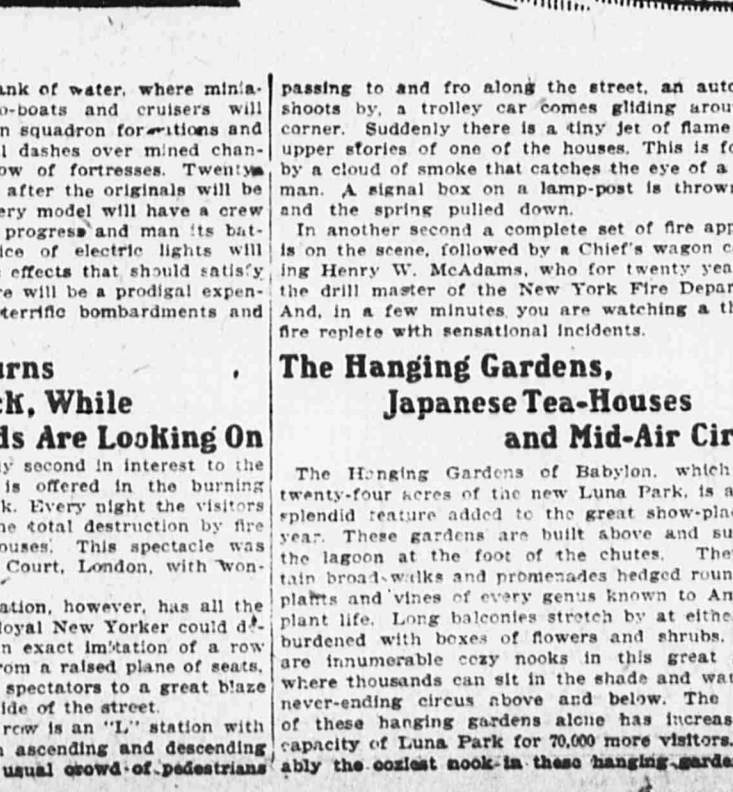 ank of water, where minia-
o-boats and cruisers will
n squadron for and
l dashes over mined chan-
ow of fortresses. Twenty
after the originals will be
ery model will have a crew
progress and man its bat-
ice of electric lights will
effects that should satisfy
re will be a prodigal expen-
terrific bombardments and
urns
ck, While
ds Are Looking On
ly second in interest to the
is offered in the burning
k. Every night the visitors
he total destruction by fire
ouses. This spectacle was
Court, London, with won-
ation, however, has all the
loyal New Yorker could de-
n exact imitation of a row
rom a raised plane of seats,
spectators to a great blaze
ide of the street.
row is an "L" station with
ascending and descending
usual crowd of pedestrians
passing to and fro along the street, an auto
shoots by, a trolley car comes gliding arou
corner. Suddenly there is a tiny jet of flame
upper stories of one of the houses. This is fo
by a cloud of smoke that catches the eye of a
man. A signal box on a lamp-post is throw
and the spring pulled down.
In another second a complete set of fire app
is on the scene, followed by a Chief's wagon c
ing Henry W. McAdams, who for twenty yea
the drill master of the New York Fire Depar
And, in a few minutes you are watching a th
fire replete with sensational incidents.
The Hanging Gardens,
Japanese Tea-Houses
and Mid-Air Cir
The Hanging Gardens of Babylon, which
twenty-four acres of the new Luna Park, is a
splendid feature added to the great show-pla
year. These gardens are built above and su
the lagoon at the foot of the chutes. The
tain broad-walks and promenades hedged roun
plants and vines of every genus known to Am
plant life. Long balconies stretch by at eithe
burdened with boxes of flowers and shrubs.
are innumerable cozy nooks in this great
where thousands can sit in the shade and wat
never-ending circus above and below. The
of these hanging gardens alone has increas
capacity of Luna Park for 70,000 more visitors.
ably the coziest nook in these hanging garde